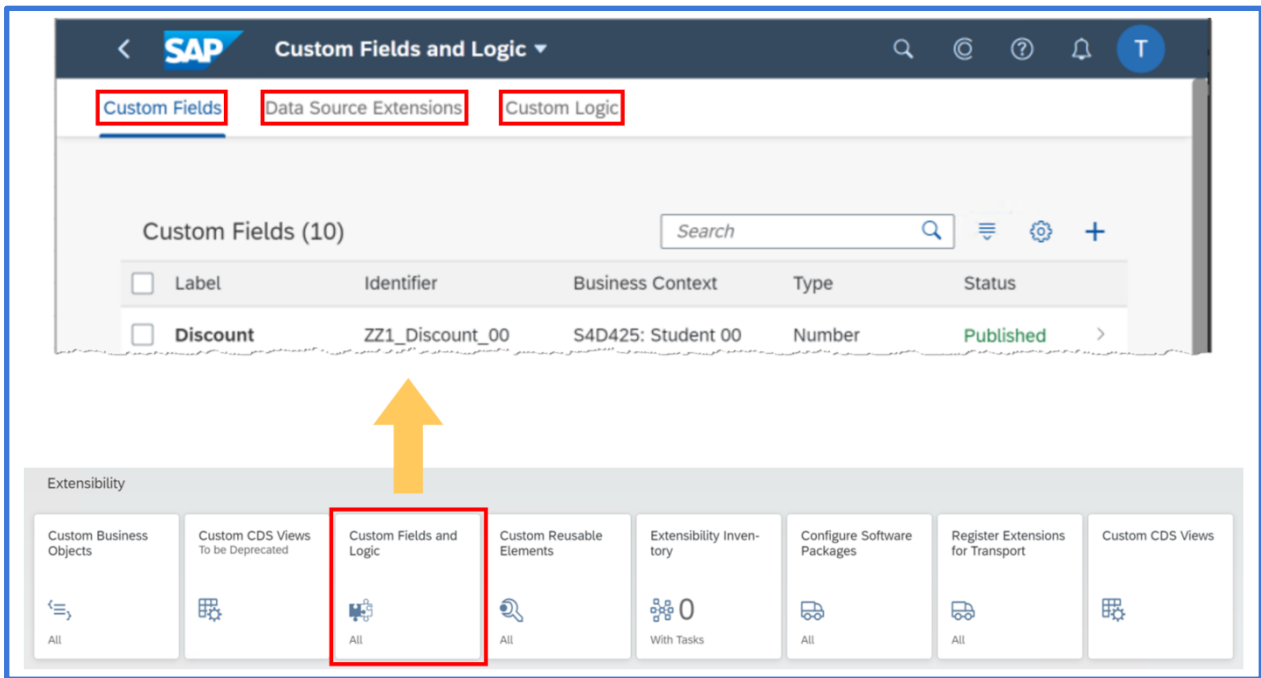 SAP Custom Fields and Logic T
Custom Fields Data Source Extensions Custom Logic
Custom Fields (10) Search
Label Identifier Business Context Type Status
Discount ZZ1_Discount_00 S4D425: Student 00 Number Published
Extensibility
Custom Business
Objects
All
Custom CDS Views
To be Deprecated
Custom Fields and
Logic
All
Custom Reusable
Elements
All
Extensibility Inven-
tory
0
With Tasks
Configure Software
Packages
All
Register Extensions
for Transport
All
Custom CDS Views